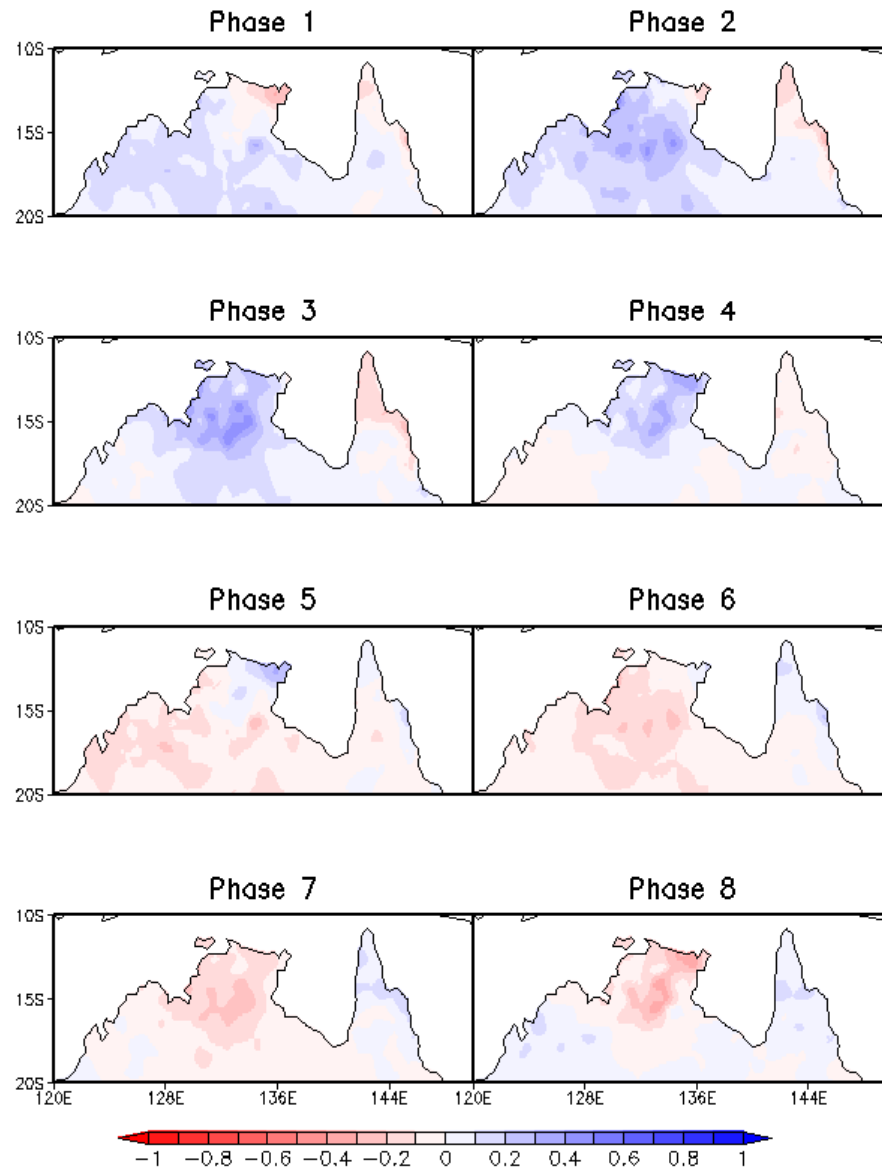 Phase 1 Phase 2
10S
15S
20S
Phase 3 Phase 4
10S
15S
20S
Phase 5 Phase 6
10S
15S
20S
Phase 7 Phase 8
10S
15S
20S
120E 128E 136E 144E 120E 128E 136E 144E
-1 -0.8 -0.6 -0.4 -0.2 0 0.2 0.4 0.6 0.8 1